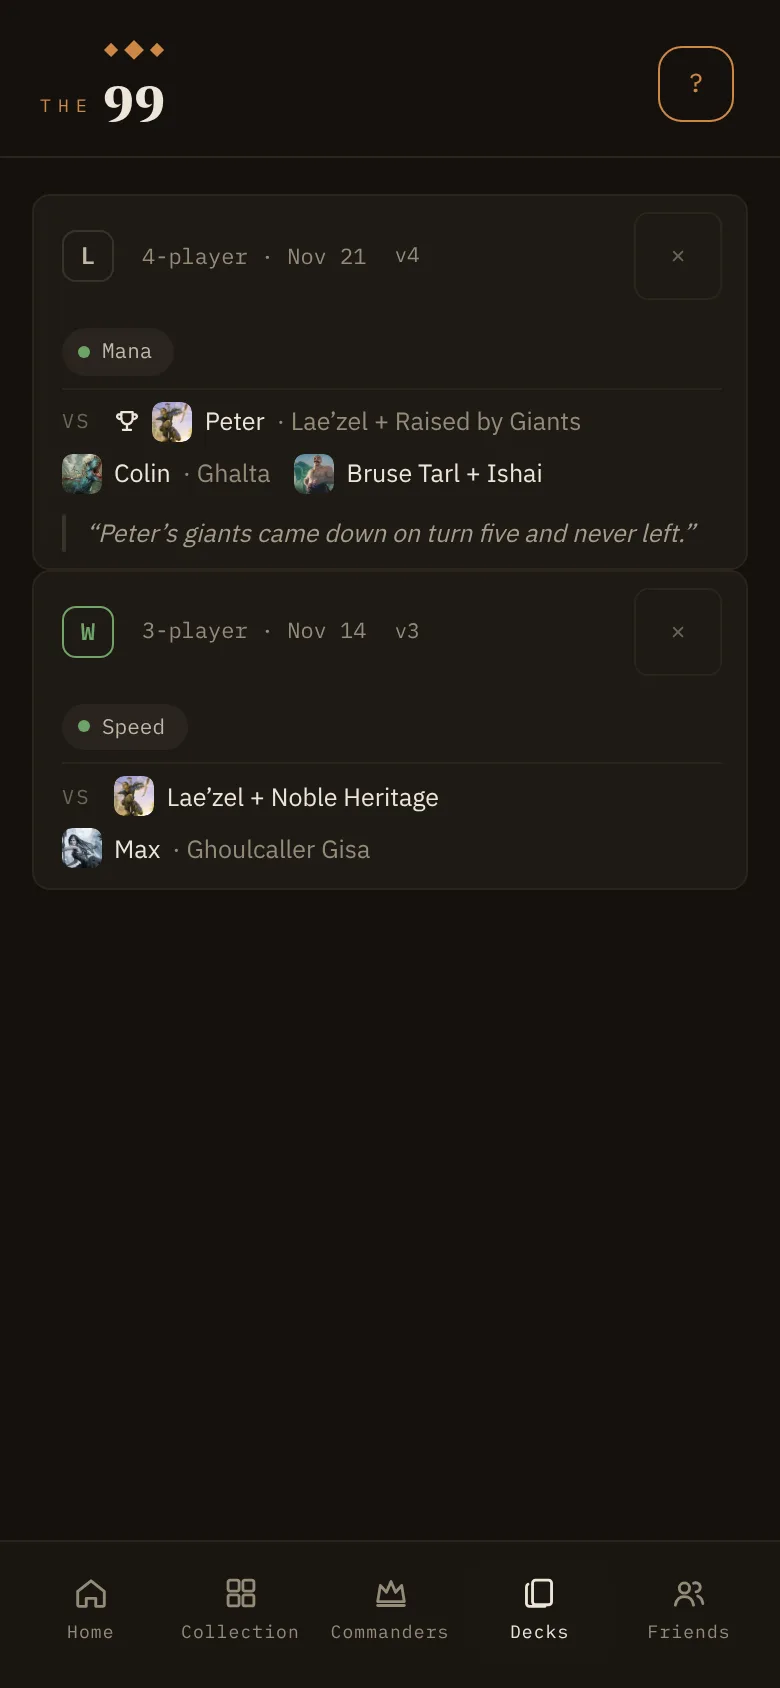 THE 99
?
L 4-player · Nov 21 v4 ×
Mana
VS Peter · Lae’zel + Raised by Giants
Colin · Ghalta Bruse Tarl + Ishai
“Peter’s giants came down on turn five and never left.”
W 3-player · Nov 14 v3 ×
Speed
VS Lae’zel + Noble Heritage
Max · Ghoulcaller Gisa
Home Collection Commanders Decks Friends